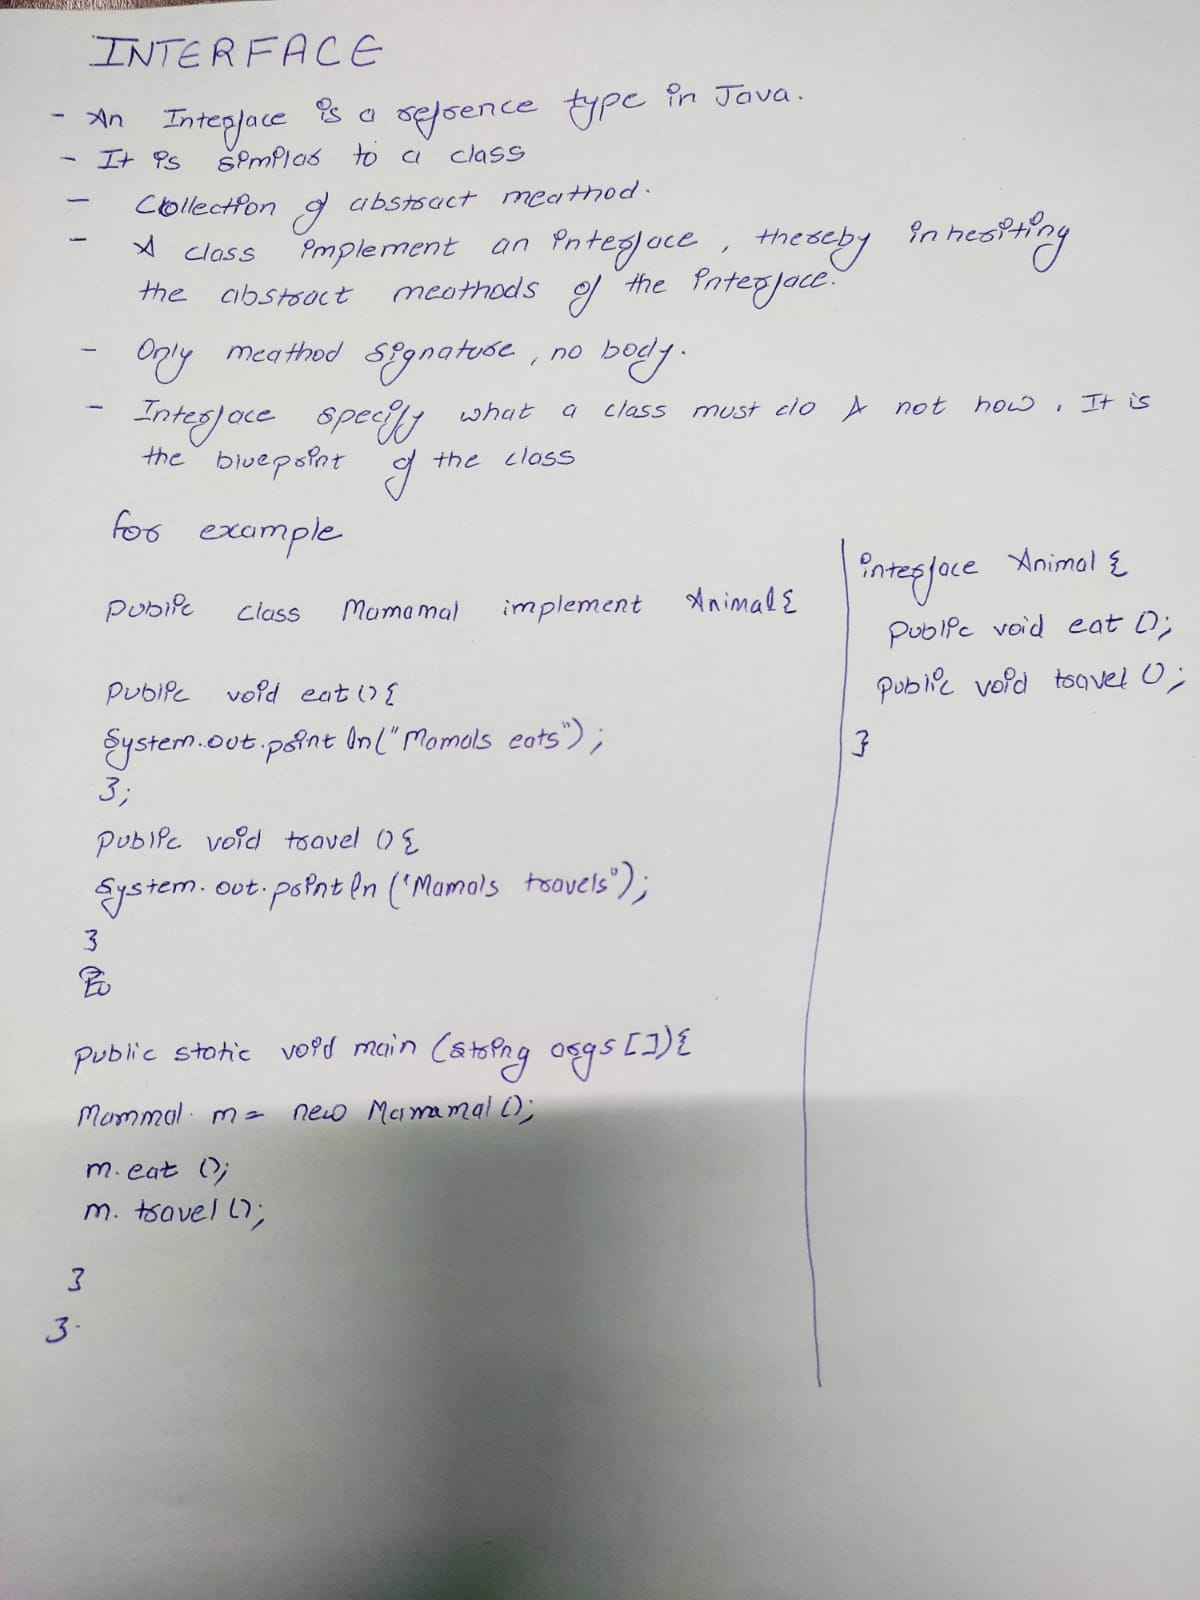 INTERFACE
- An Interface is a refrence type in Java.
- It is similar to a class
- Collection of abstract meathod.
- A class implement an interface, thereby inheriting
the abstract meathods of the interface.
- Only meathod signature, no body.
- Interface specify what a class must do & not how. It is
the blueprint of the class
for example
public class Mamamal implement Animal {
public void eat () {
System.out.print ln ("Momals eats");
};
public void travel () {
System.out.print ln ("Mamals travels");
}
public static void main (string args []) {
Mammal m = new Mamamal ();
m.eat ();
m. travel ();
}
}.
interface Animal {
public void eat ();
public void travel ();
}